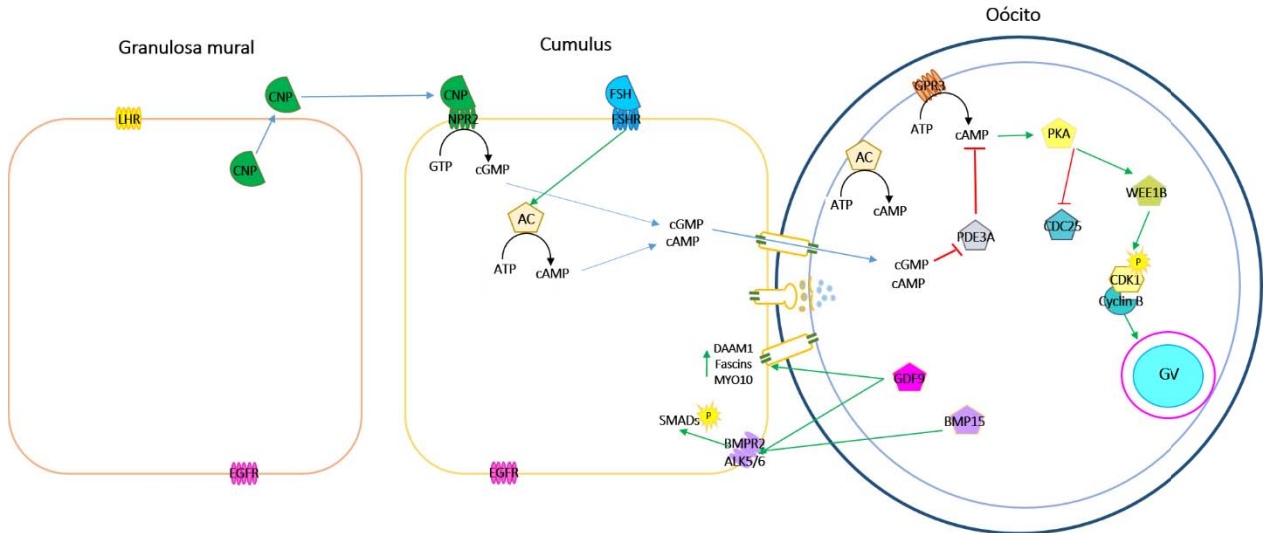 Granulosa mural
Cumulus
Oócito
CNP
CNP
LHR
EGFR
CNP
NPR2
GTP
cGMP
FSH
FSHR
AC
ATP
cAMP
cGMP
cAMP
DAAM1
Fascins
MYO10
SMADs
P
BMPR2
ALK5/6
EGFR
GPR3
ATP
cAMP
PKA
AC
ATP
cAMP
WEE1B
CDC25
PDE3A
cGMP
cAMP
P
CDK1
Cyclin B
GV
GDF9
BMP15